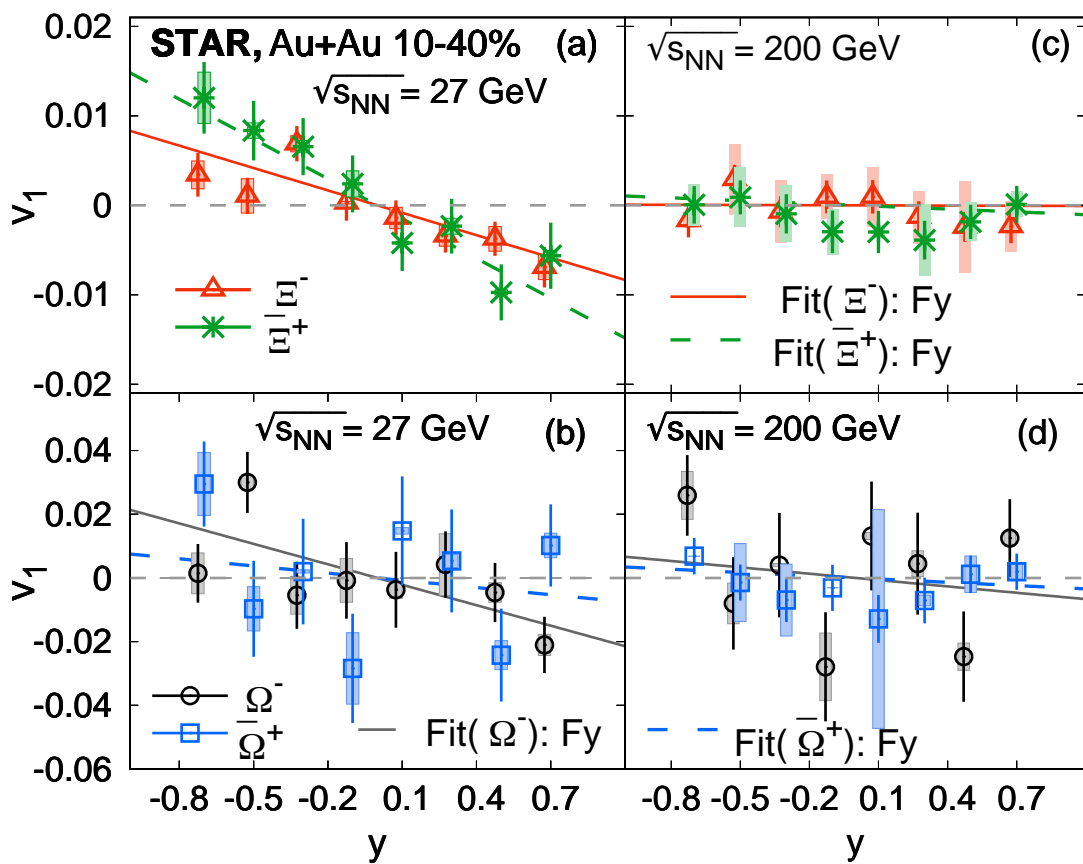 STAR, Au+Au 10-40% (a)
√sNN = 27 GeV
0.02
0.01
0
-0.01
-0.02
v1
Ξ-
Ξ̅+
(c)
√sNN = 200 GeV
Fit( Ξ-): Fy
Fit( Ξ̅+): Fy
√sNN = 27 GeV (b)
0.04
0.02
0
-0.02
-0.04
-0.06
v1
Ω-
Ω̅+
Fit( Ω-): Fy
-0.8 -0.5 -0.2 0.1 0.4 0.7
y
√sNN = 200 GeV (d)
Fit( Ω̅+): Fy
-0.8 -0.5 -0.2 0.1 0.4 0.7
y